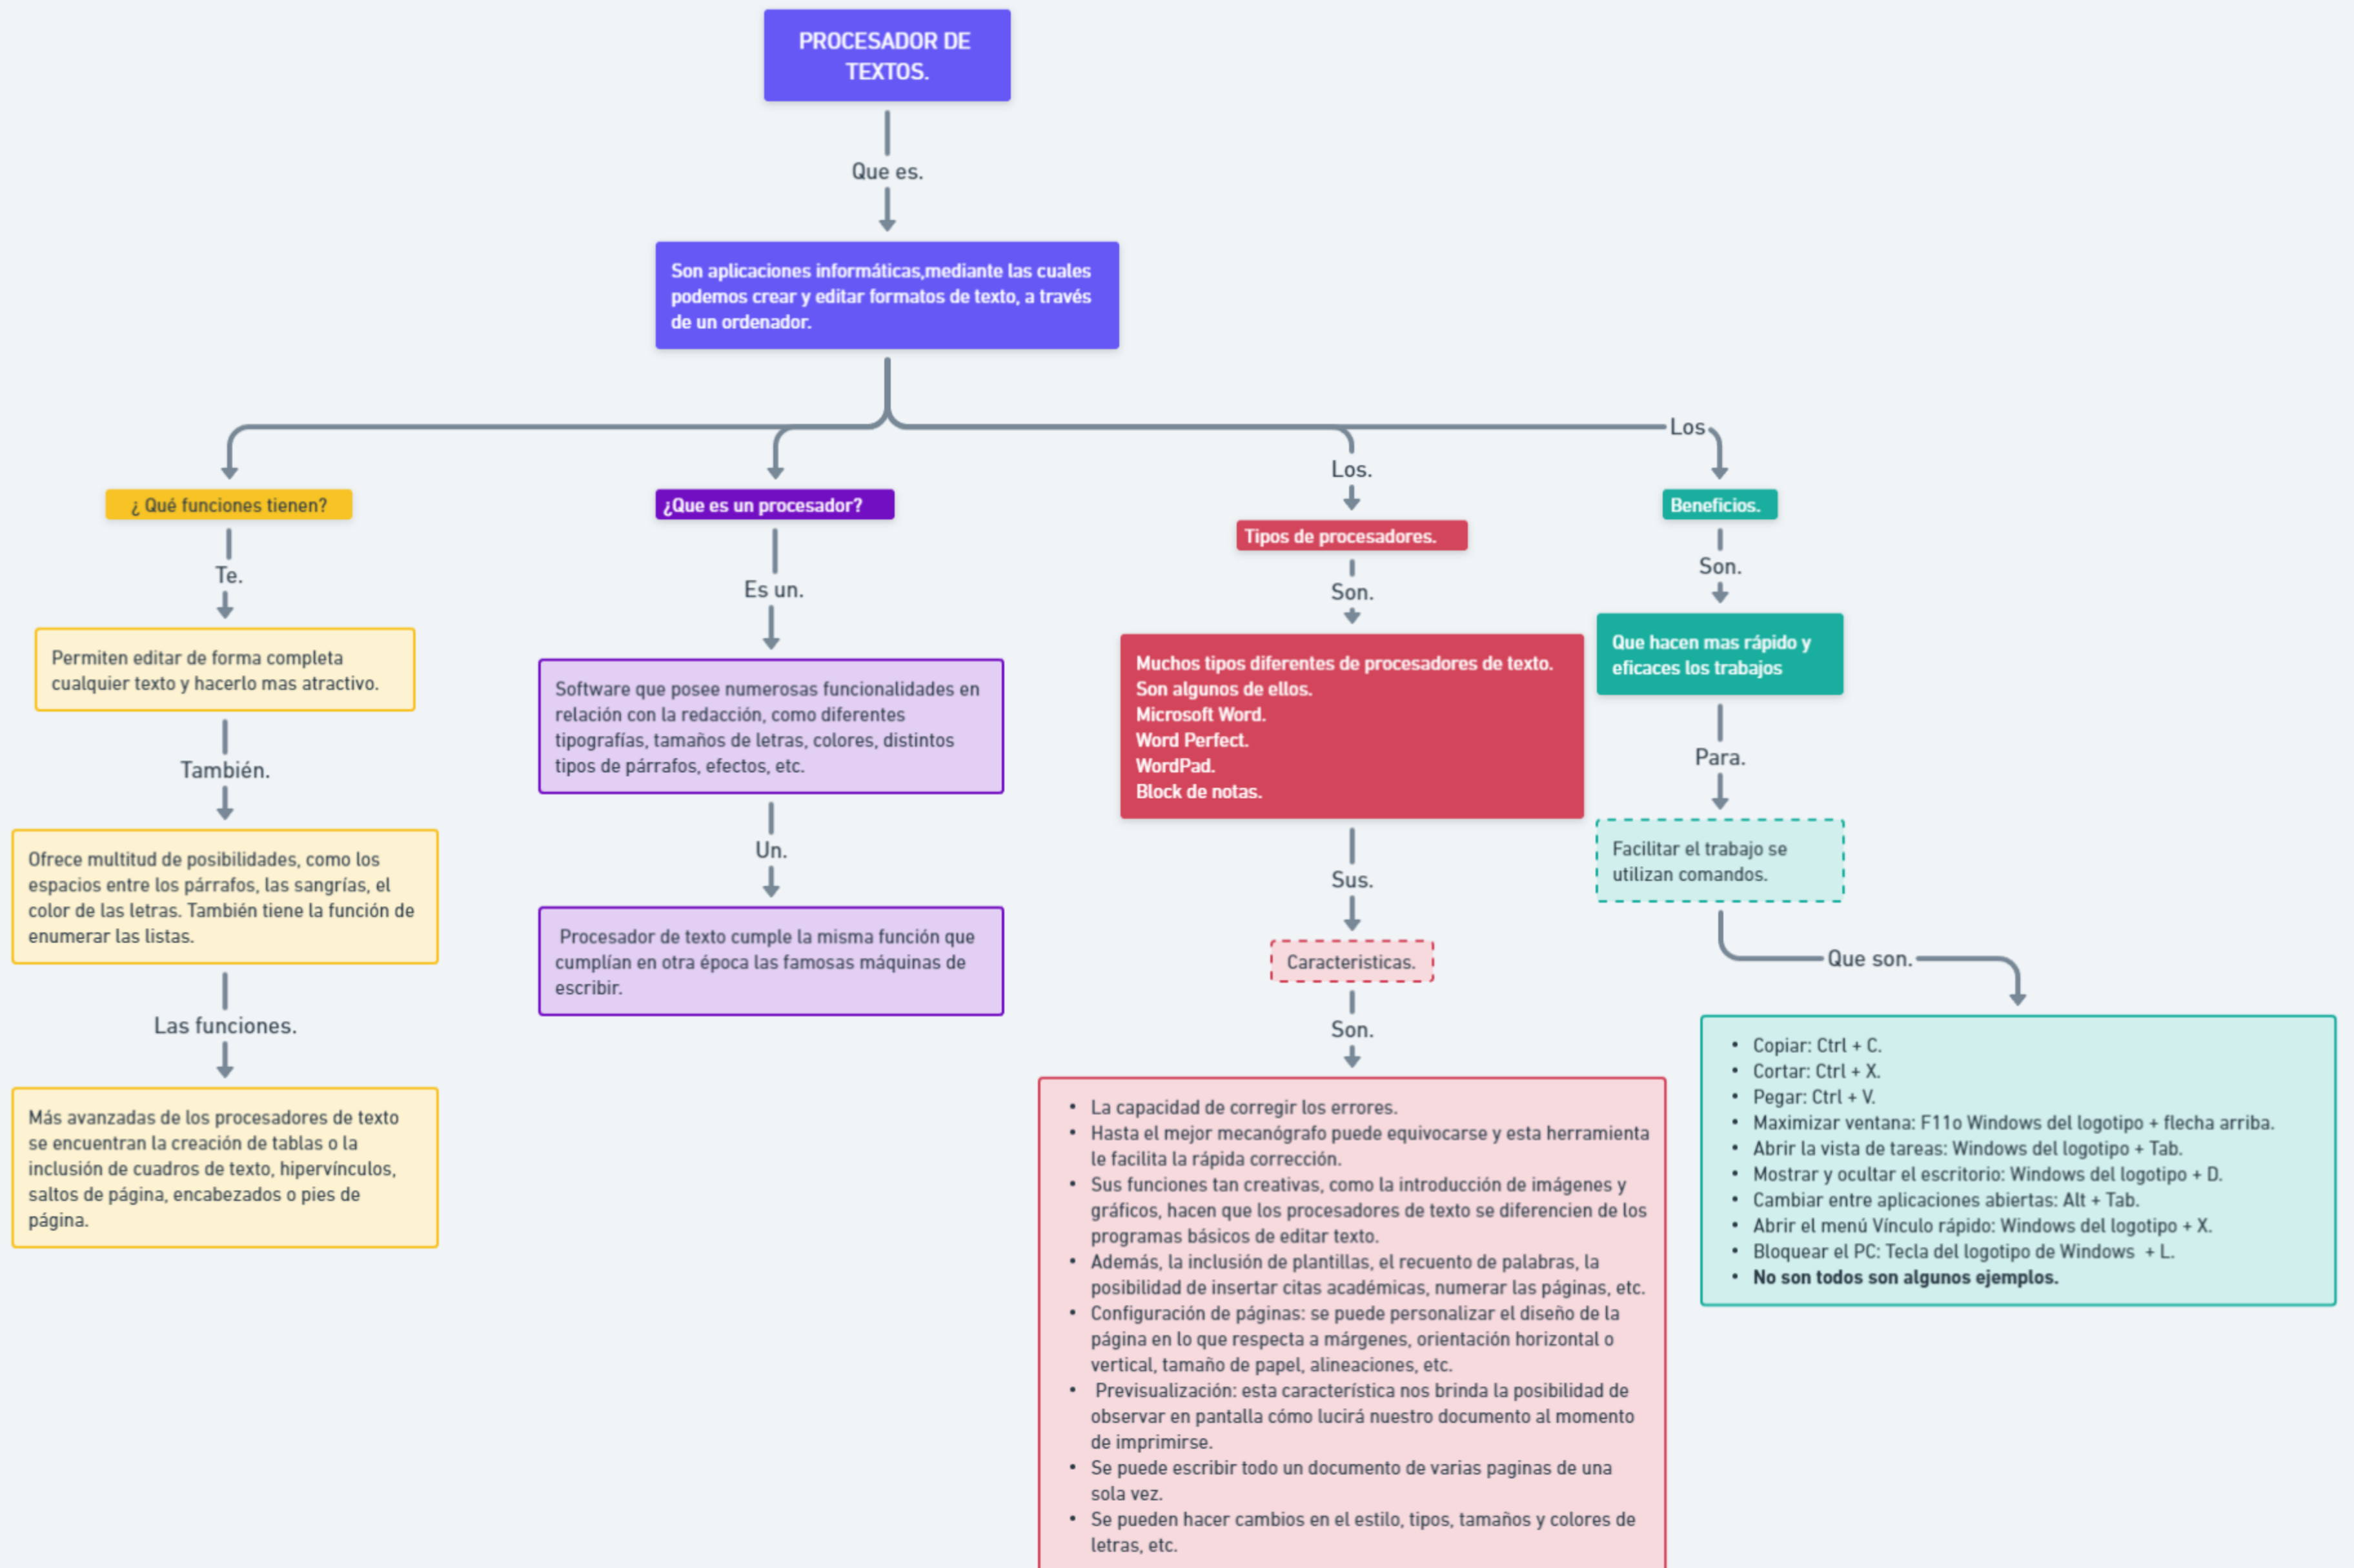 PROCESADOR DE
TEXTOS.
Que es.
Son aplicaciones informáticas,mediante las cuales
podemos crear y editar formatos de texto, a través
de un ordenador.
¿ Qué funciones tienen?
Te.
Permiten editar de forma completa
cualquier texto y hacerlo mas atractivo.
También.
Ofrece multitud de posibilidades, como los
espacios entre los párrafos, las sangrías, el
color de las letras. También tiene la función de
enumerar las listas.
Las funciones.
Más avanzadas de los procesadores de texto
se encuentran la creación de tablas o la
inclusión de cuadros de texto, hipervínculos,
saltos de página, encabezados o pies de
página.
¿Que es un procesador?
Es un.
Software que posee numerosas funcionalidades en
relación con la redacción, como diferentes
tipografías, tamaños de letras, colores, distintos
tipos de párrafos, efectos, etc.
Un.
Procesador de texto cumple la misma función que
cumplían en otra época las famosas máquinas de
escribir.
Los.
Tipos de procesadores.
Son.
Muchos tipos diferentes de procesadores de texto.
Son algunos de ellos.
Microsoft Word.
Word Perfect.
WordPad.
Block de notas.
Sus.
Caracteristicas.
Son.
• La capacidad de corregir los errores.
• Hasta el mejor mecanógrafo puede equivocarse y esta herramienta
le facilita la rápida corrección.
• Sus funciones tan creativas, como la introducción de imágenes y
gráficos, hacen que los procesadores de texto se diferencien de los
programas básicos de editar texto.
• Además, la inclusión de plantillas, el recuento de palabras, la
posibilidad de insertar citas académicas, numerar las páginas, etc.
• Configuración de páginas: se puede personalizar el diseño de la
página en lo que respecta a márgenes, orientación horizontal o
vertical, tamaño de papel, alineaciones, etc.
• Previsualización: esta característica nos brinda la posibilidad de
observar en pantalla cómo lucirá nuestro documento al momento
de imprimirse.
• Se puede escribir todo un documento de varias paginas de una
sola vez.
• Se pueden hacer cambios en el estilo, tipos, tamaños y colores de
letras, etc.
Los
Beneficios.
Son.
Que hacen mas rápido y
eficaces los trabajos
Para.
Facilitar el trabajo se
utilizan comandos.
Que son.
• Copiar: Ctrl + C.
• Cortar: Ctrl + X.
• Pegar: Ctrl + V.
• Maximizar ventana: F11o Windows del logotipo + flecha arriba.
• Abrir la vista de tareas: Windows del logotipo + Tab.
• Mostrar y ocultar el escritorio: Windows del logotipo + D.
• Cambiar entre aplicaciones abiertas: Alt + Tab.
• Abrir el menú Vínculo rápido: Windows del logotipo + X.
• Bloquear el PC: Tecla del logotipo de Windows  + L.
• No son todos son algunos ejemplos.